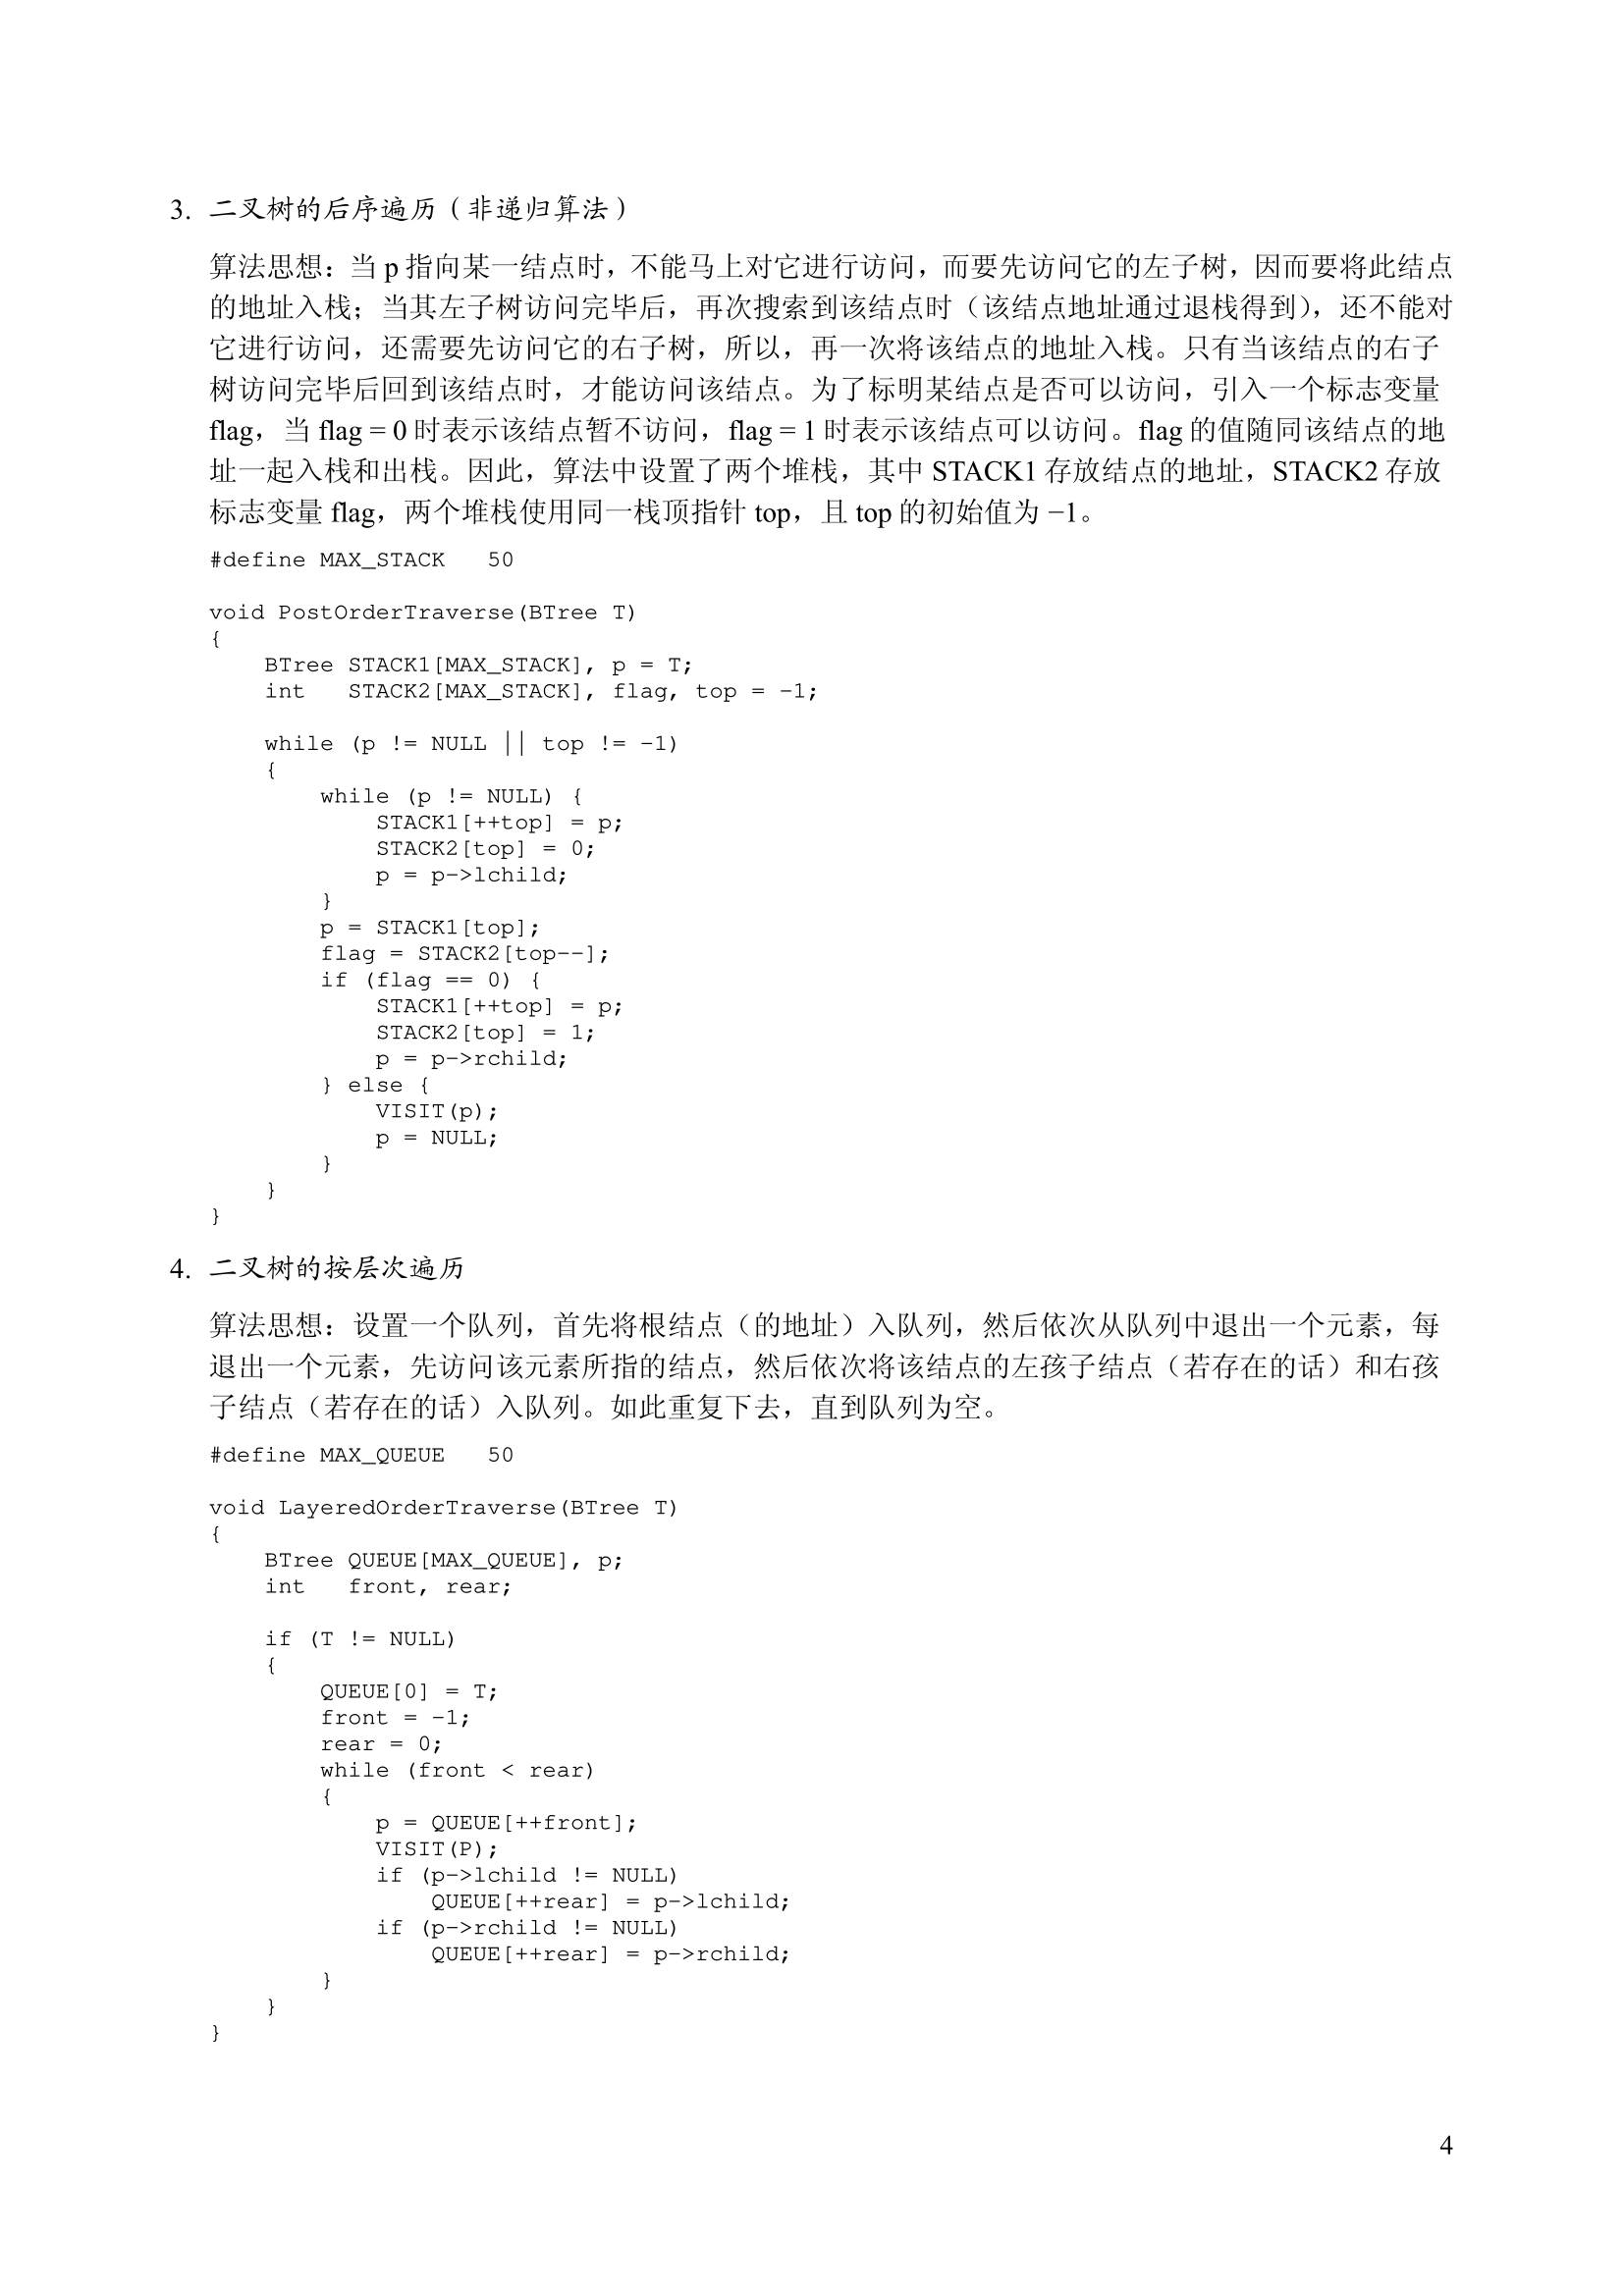 3. 二叉树的后序遍历（非递归算法）
算法思想：当 p 指向某一结点时，不能马上对它进行访问，而要先访问它的左子树，因而要将此结点
的地址入栈；当其左子树访问完毕后，再次搜索到该结点时（该结点地址通过退栈得到），还不能对
它进行访问，还需要先访问它的右子树，所以，再一次将该结点的地址入栈。只有当该结点的右子
树访问完毕后回到该结点时，才能访问该结点。为了标明某结点是否可以访问，引入一个标志变量
flag，当 flag = 0 时表示该结点暂不访问，flag = 1 时表示该结点可以访问。flag 的值随同该结点的地
址一起入栈和出栈。因此，算法中设置了两个堆栈，其中 STACK1 存放结点的地址，STACK2 存放
标志变量 flag，两个堆栈使用同一栈顶指针 top，且 top 的初始值为 −1。
#define MAX_STACK   50
void PostOrderTraverse(BTree T)
{
    BTree STACK1[MAX_STACK], p = T;
    int   STACK2[MAX_STACK], flag, top = -1;
    while (p != NULL || top != -1)
    {
        while (p != NULL) {
            STACK1[++top] = p;
            STACK2[top] = 0;
            p = p->lchild;
        }
        p = STACK1[top];
        flag = STACK2[top--];
        if (flag == 0) {
            STACK1[++top] = p;
            STACK2[top] = 1;
            p = p->rchild;
        } else {
            VISIT(p);
            p = NULL;
        }
    }
}
4. 二叉树的按层次遍历
算法思想：设置一个队列，首先将根结点（的地址）入队列，然后依次从队列中退出一个元素，每
退出一个元素，先访问该元素所指的结点，然后依次将该结点的左孩子结点（若存在的话）和右孩
子结点（若存在的话）入队列。如此重复下去，直到队列为空。
#define MAX_QUEUE   50
void LayeredOrderTraverse(BTree T)
{
    BTree QUEUE[MAX_QUEUE], p;
    int   front, rear;
    if (T != NULL)
    {
        QUEUE[0] = T;
        front = -1;
        rear = 0;
        while (front < rear)
        {
            p = QUEUE[++front];
            VISIT(P);
            if (p->lchild != NULL)
                QUEUE[++rear] = p->lchild;
            if (p->rchild != NULL)
                QUEUE[++rear] = p->rchild;
        }
    }
}
4